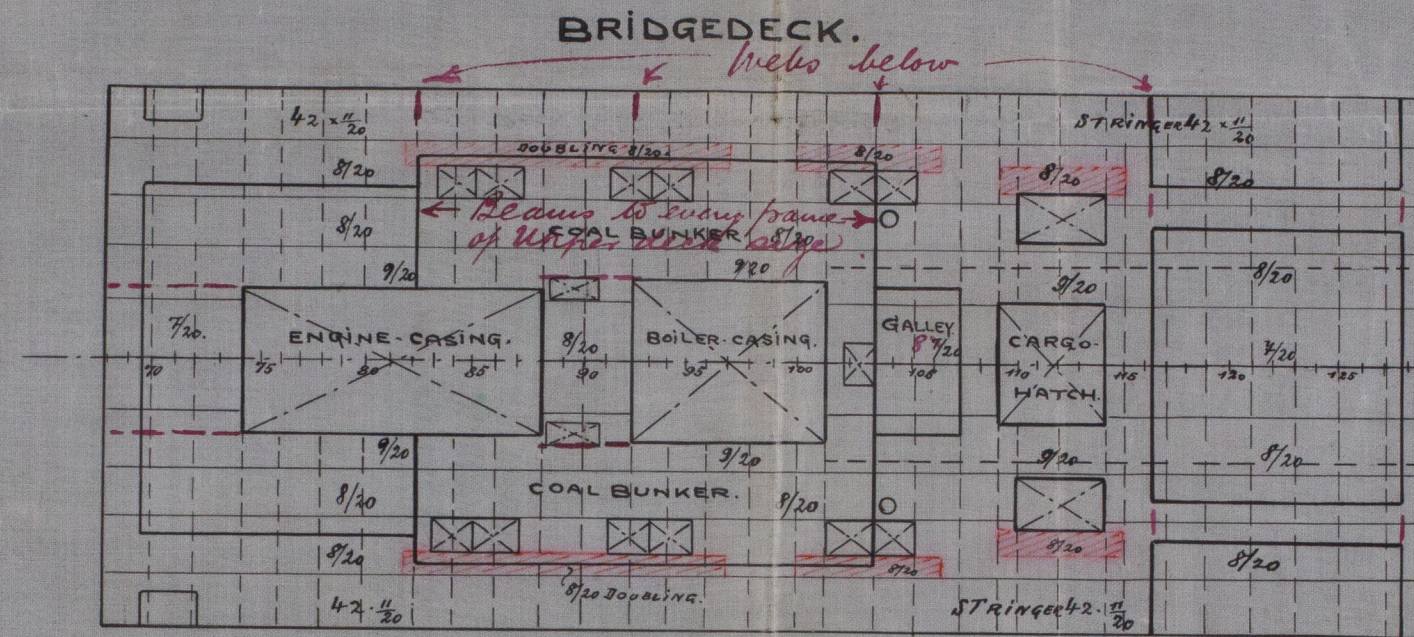 BRIDGEDECK.
Webs below
42 × 11/20
STRINGER 42 × 11/20
DOUBLING 8/20.
8/20
8/20
8/20
8/20
8/20
← Beams to every frame →
of Upper deck
COAL BUNKER 8/20
9/20
9/20
9/20
8/20
7/20.
ENGINE-CASING.
8/20
BOILER-CASING.
GALLEY
7/20
CARGO-
HATCH.
7/20
70 75 80 85 90 95 100 105 110 115 120 125
9/20
9/20
9/20
8/20
8/20
COAL BUNKER.
8/20
8/20
8/20 DOUBLING.
8/20
8/20
8/20
42 · 11/20
STRINGER 42 · 11/20